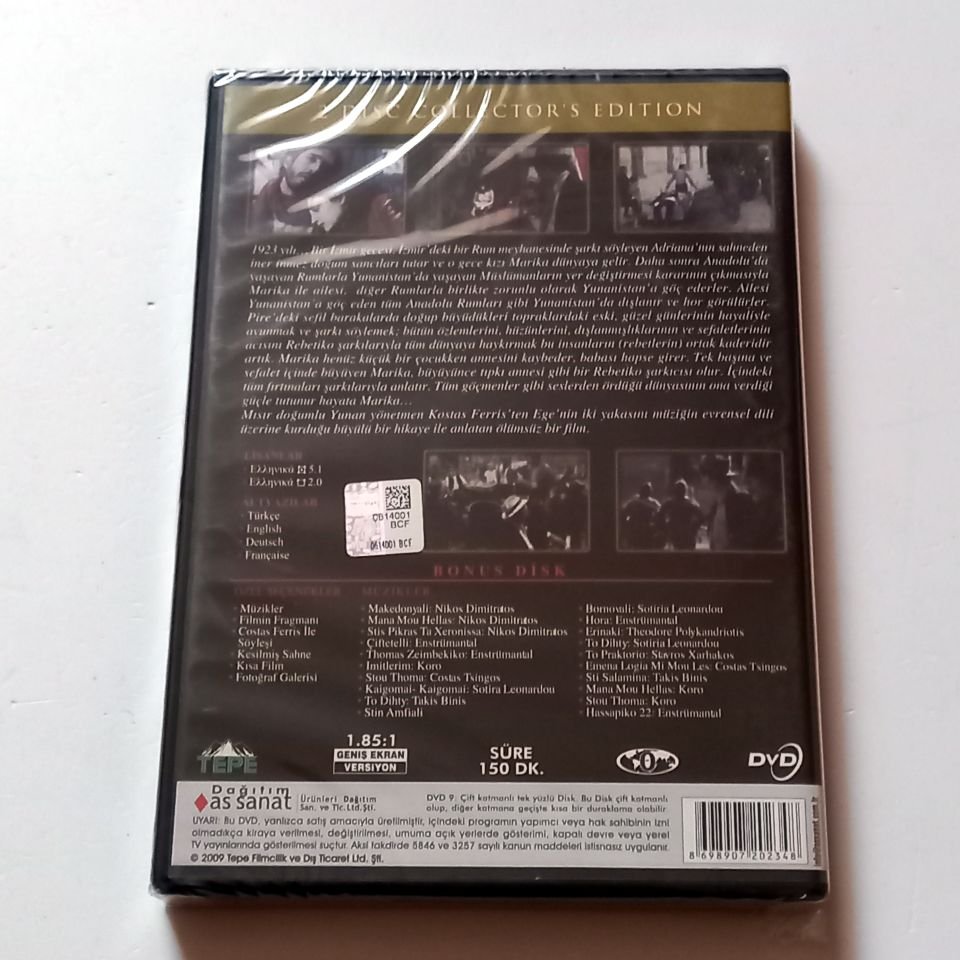 2 DISC COLLECTOR'S EDITION
1923 yılı...Bir İzmir gecesi. İzmir'deki bir Rum meyhanesinde şarkı söyleyen Adriana'nın sahneden
iner inmez doğum sancıları tutar ve o gece kızı Marika dünyaya gelir. Daha sonra Anadolu'da
yaşayan Rumlarla Yunanistan'da yaşayan Müslümanların yer değiştirmesi kararının çıkmasıyla
Marika ile ailesi, diğer Rumlarla birlikte zorunlu olarak Yunanistan'a göç ederler. Ailesi
Yunanistan'a göç eden tüm Anadolu Rumları gibi Yunanistan'da dışlanır ve hor görülürler.
Pire'deki sefil barakalarda doğup büyüdükleri topraklardaki eski, güzel günlerinin hayaliyle
avunmak ve şarkı söylemek; bütün özlemlerini, hüzünlerini, dışlanmışlıklarının ve sefaletlerinin
acısını Rebetiko şarkılarıyla tüm dünyaya haykırmak bu insanların (rebetlerin) ortak kaderidir
artık. Marika henüz küçük bir çocukken annesini kaybeder, babası hapse girer. Tek başına ve
sefalet içinde büyüyen Marika, büyüyünce tıpkı annesi gibi bir Rebetiko şarkıcısı olur. İçindeki
tüm fırtınaları şarkılarıyla anlatır. Tüm göçmenler gibi seslerden ördüğü dünyasının ona verdiği
güçle tutunur hayata Marika...
Mısır doğumlu Yunan yönetmen Kostas Ferris'ten Ege'nin iki yakasını müziğin evrensel dili
üzerine kurduğu büyülü bir hikaye ile anlatan ölümsüz bir film.
LİSANLAR
Ελληνικά 5.1
Ελληνικά 2.0
ALTYAZILAR
Türkçe
English
Deutsch
Française
ÇB14001
BCF
0614001 BCF
BONUS DİSK
ÖZEL SEÇENEKLER
Müzikler
Filmin Fragmanı
Costas Ferris İle
Söyleşi
Kesilmiş Sahne
Kısa Film
Fotoğraf Galerisi
MÜZİKLER
Makedonyali: Nikos Dimitratos
Mana Mou Hellas: Nikos Dimitratos
Stis Pikras Ta Xeronissa: Nikos Dimitratos
Çiftetelli: Enstrümantal
Thomas Zeimbekiko: Enstrümantal
Imitlerim: Koro
Stou Thoma: Costas Tsingos
Kaigomai- Kaigomai: Sotira Leonardou
To Dihty: Takis Binis
Stin Amfiali
Bornovali: Sotiria Leonardou
Hora: Enstrümantal
Erinaki: Theodore Polykandriotis
To Dihty: Sotiria Leonardou
To Praktorio: Stavros Xarhakos
Emena Logia Mi Mou Les: Costas Tsingos
Sti Salamina: Takis Binis
Mana Mou Hellas: Koro
Stou Thoma: Koro
Hassapiko 22: Enstrümantal
TEPE
1.85:1
GENİŞ EKRAN
VERSİYON
SÜRE
150 DK.
0
DVD
Dağıtım
as sanat
Ürünleri Dağıtım
San. ve Tic.Ltd.Şti.
DVD 9: Çift katmanlı tek yüzlü Disk. Bu Disk çift katmanlı
olup, diğer katmana geçişte kısa bir duraklama olabilir.
UYARI: Bu DVD, yanlızca satış amacıyla üretilmiştir, içindeki programın yapımcı veya hak sahibinin izni
olmadıkça kiraya verilmesi, değiştirilmesi, umuma açık yerlerde gösterimi, kapalı devre veya yerel
TV yayınlarında gösterilmesi suçtur. Aksi takdirde 5846 ve 3257 sayılı kanun maddeleri istisnasız uygulanır.
© 2009 Tepe Filmcilik ve Dış Ticaret Ltd. Şti.
8 698907 202348